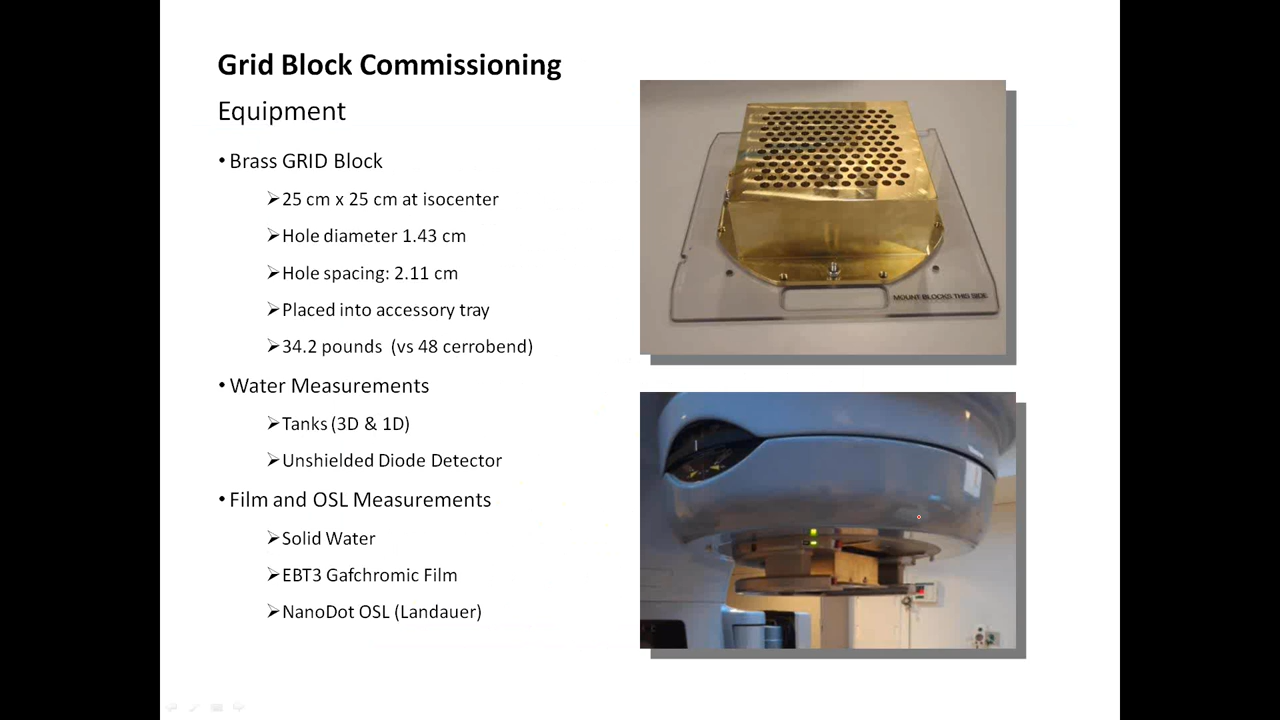 Grid Block Commissioning
Equipment
• Brass GRID Block
➢25 cm x 25 cm at isocenter
➢Hole diameter 1.43 cm
➢Hole spacing: 2.11 cm
➢Placed into accessory tray
➢34.2 pounds (vs 48 cerrobend)
• Water Measurements
➢Tanks (3D & 1D)
➢Unshielded Diode Detector
• Film and OSL Measurements
➢Solid Water
➢EBT3 Gafchromic Film
➢NanoDot OSL (Landauer)
MOUNT BLOCKS THIS SIDE